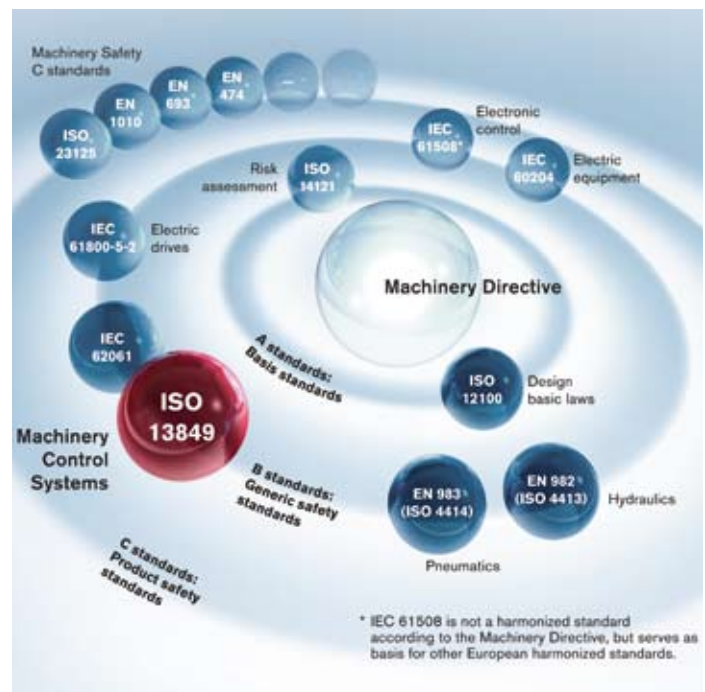 Machinery Safety
C standards
ISO
23125
EN
1010
EN
693
EN
474
Electronic
control
IEC
61508*
IEC
60204
Electric
equipment
Risk
assessment
ISO
14121
IEC
61800-5-2
Electric
drives
Machinery Directive
IEC
62061
A standards:
Basis standards
ISO
12100
Design
basic laws
ISO
13849
Machinery
Control
Systems
B standards:
Generic safety
standards
EN 983
(ISO 4414)
EN 982
(ISO 4413)
Hydraulics
Pneumatics
C standards:
Product safety
standards
* IEC 61508 is not a harmonized standard
according to the Machinery Directive, but serves as
basis for other European harmonized standards.